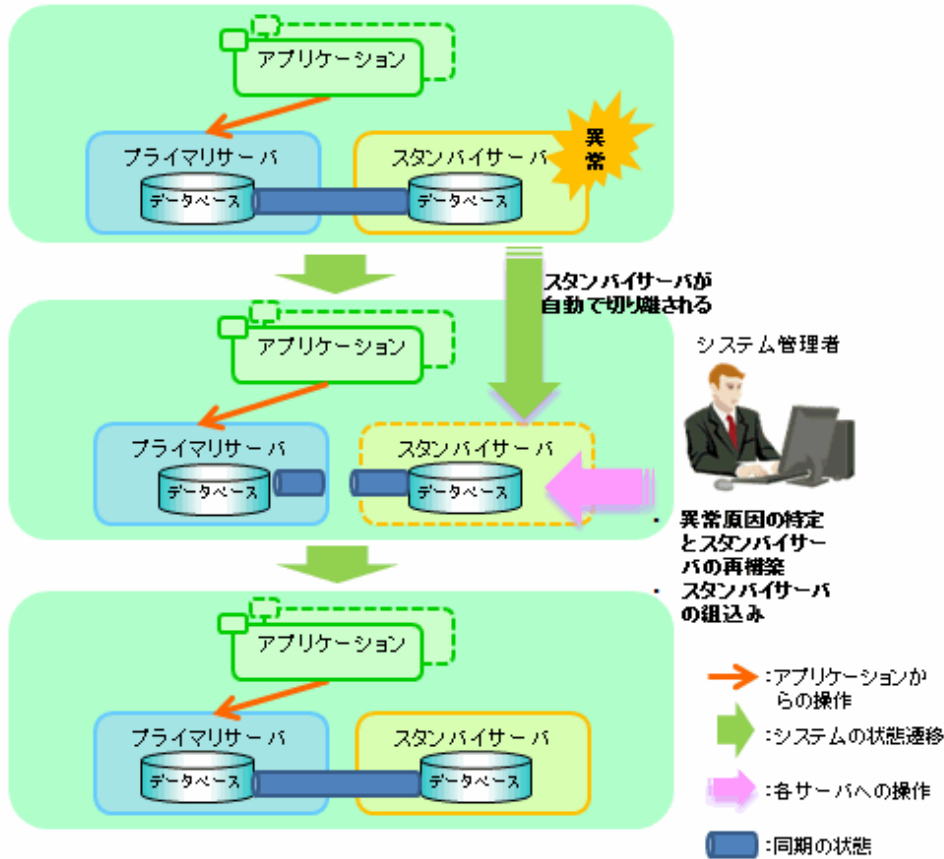 アプリケーション
プライマリサーバ
スタンバイサーバ
異
常
データベース
データベース
スタンバイサーバが
自動で切り離される
アプリケーション
システム管理者
プライマリサーバ
スタンバイサーバ
データベース
データベース
・ 異常原因の特定
とスタンバイサー
バの再構築
・ スタンバイサーバ
の組込み
アプリケーション
プライマリサーバ
スタンバイサーバ
データベース
データベース
:アプリケーションか
らの操作
:システムの状態遷移
:各サーバへの操作
:同期の状態